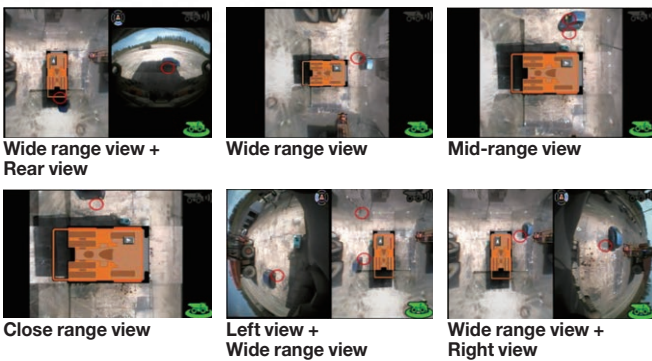 Wide range view +
Rear view
Wide range view
Mid-range view
Close range view
Left view +
Wide range view
Wide range view +
Right view